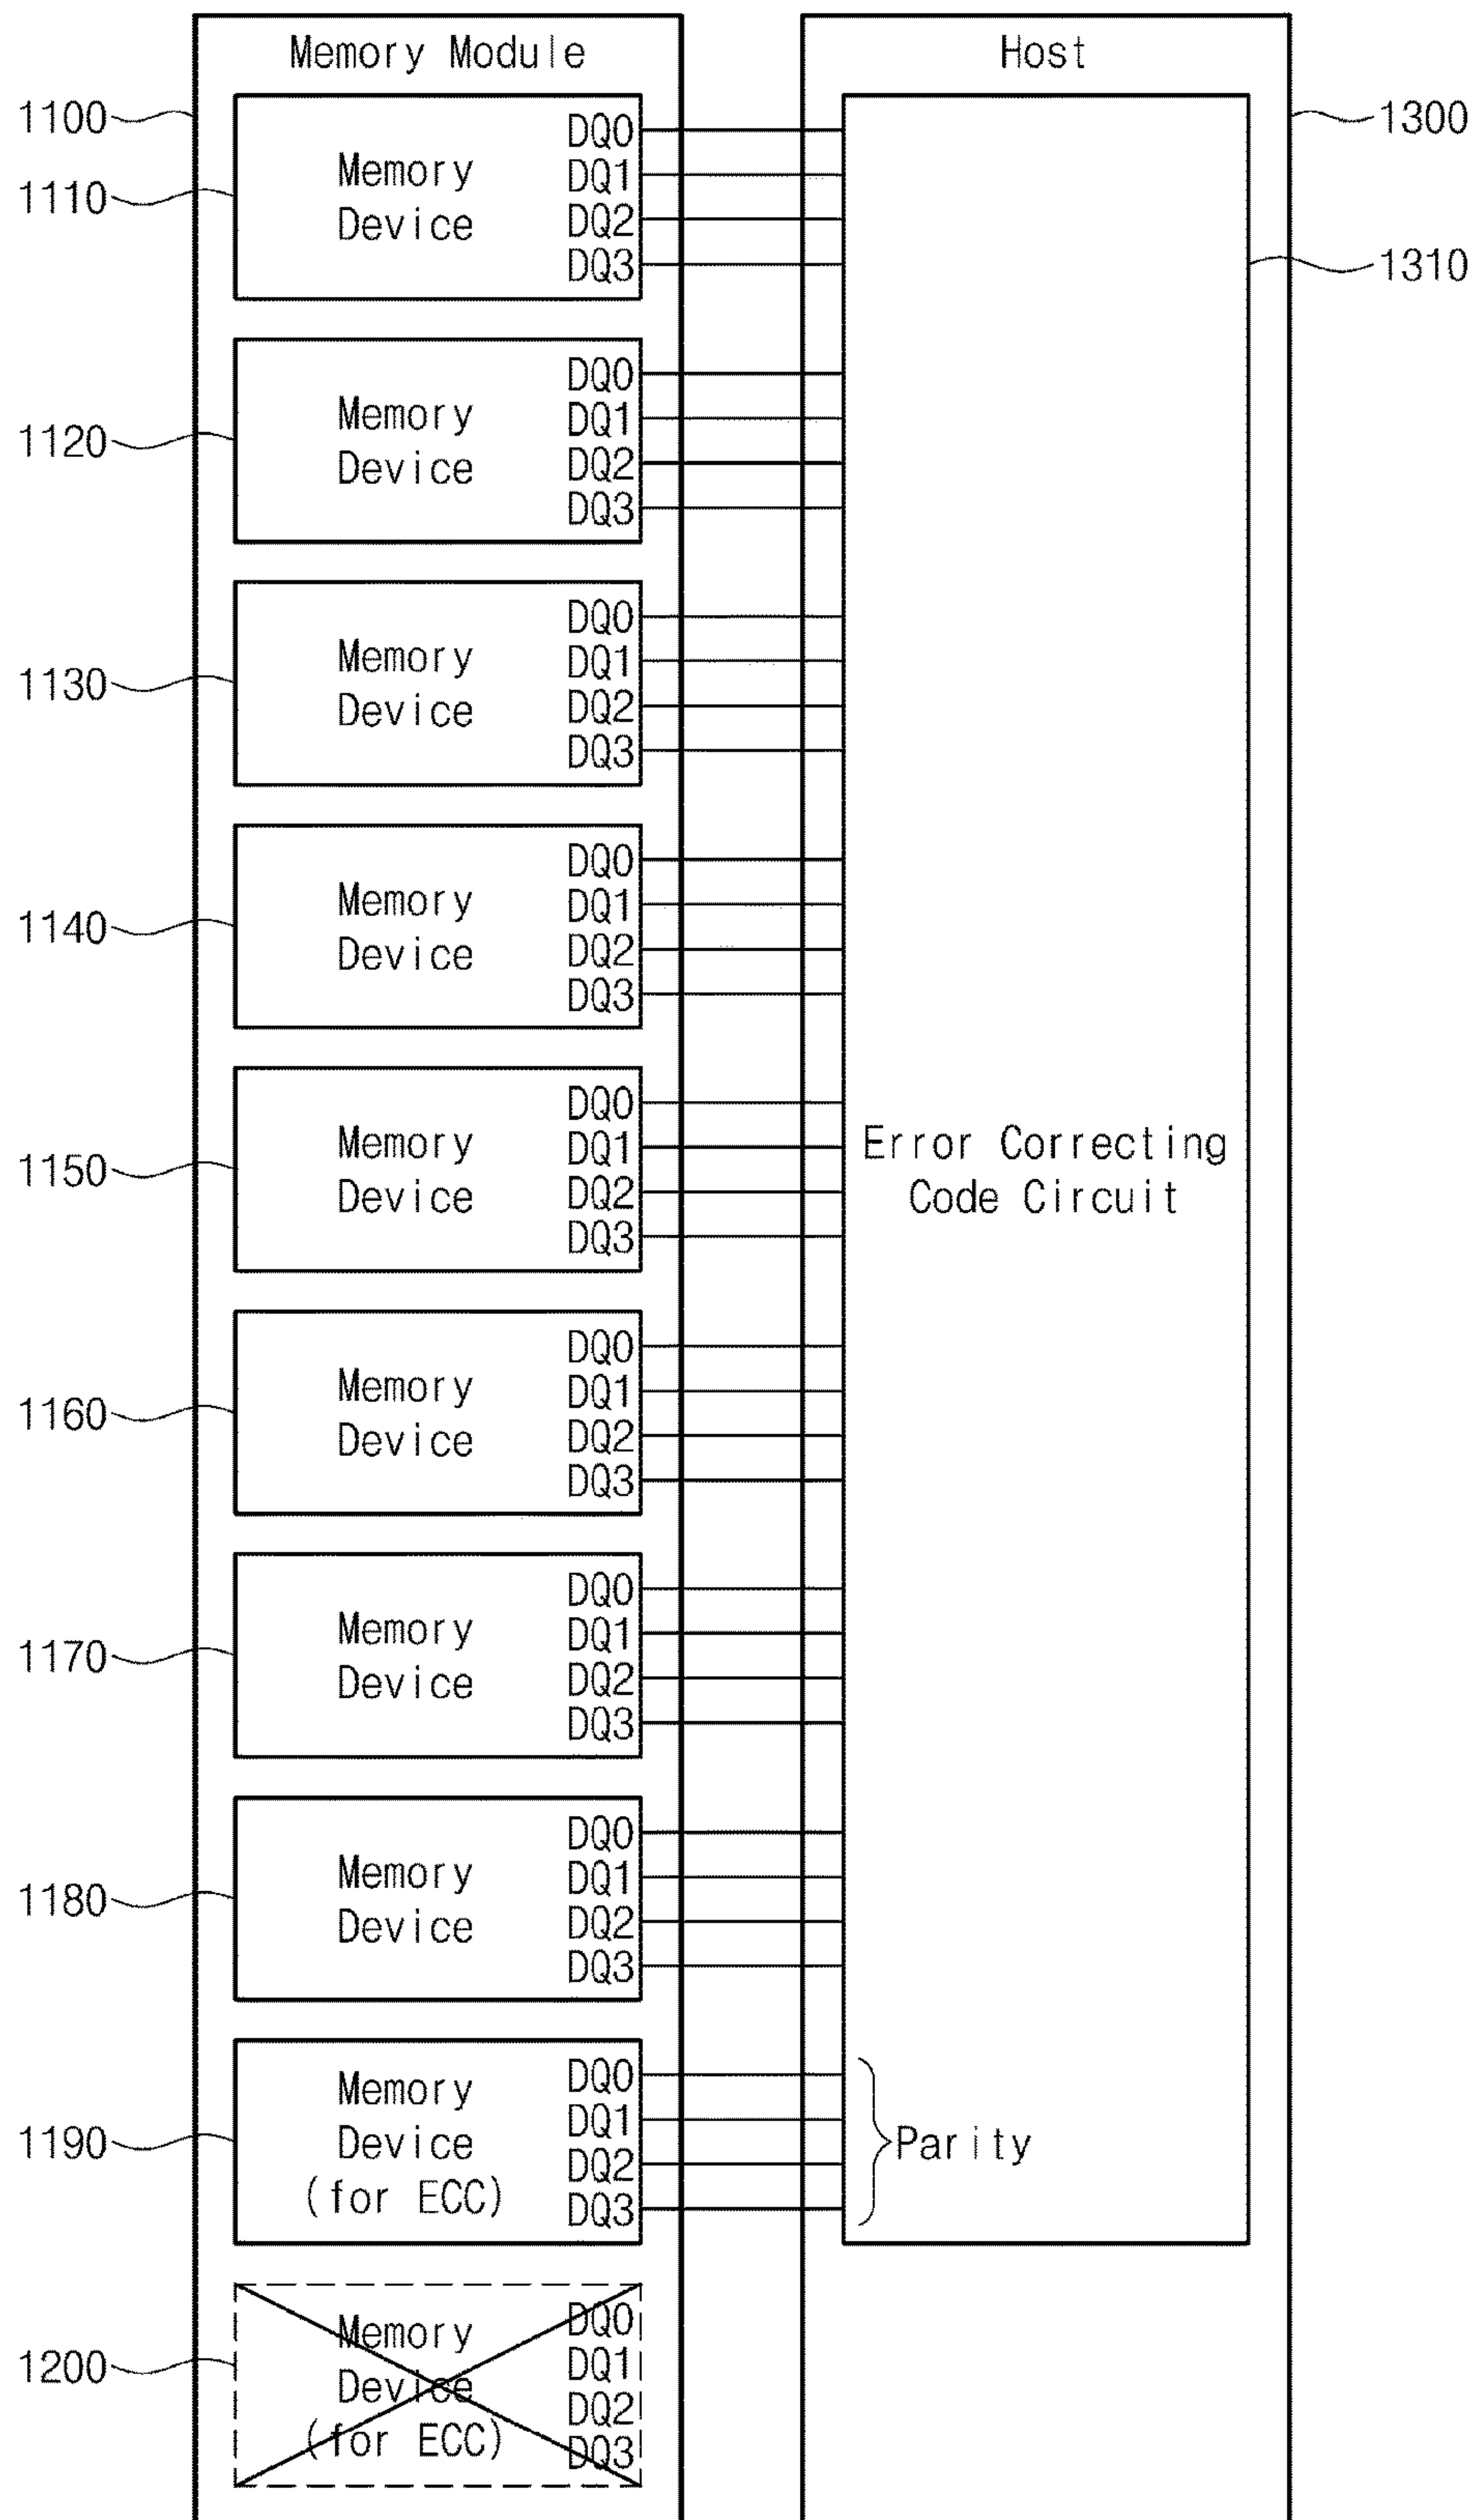 Memory Module
Host
1100
1300
1110
Memory
Device
DQ0
DQ1
DQ2
DQ3
1310
1120
Memory
Device
DQ0
DQ1
DQ2
DQ3
1130
Memory
Device
DQ0
DQ1
DQ2
DQ3
1140
Memory
Device
DQ0
DQ1
DQ2
DQ3
1150
Memory
Device
DQ0
DQ1
DQ2
DQ3
Error Correcting
Code Circuit
1160
Memory
Device
DQ0
DQ1
DQ2
DQ3
1170
Memory
Device
DQ0
DQ1
DQ2
DQ3
1180
Memory
Device
DQ0
DQ1
DQ2
DQ3
1190
Memory
Device
(for ECC)
DQ0
DQ1
DQ2
DQ3
Parity
1200
Memory
Device
(for ECC)
DQ0
DQ1
DQ2
DQ3